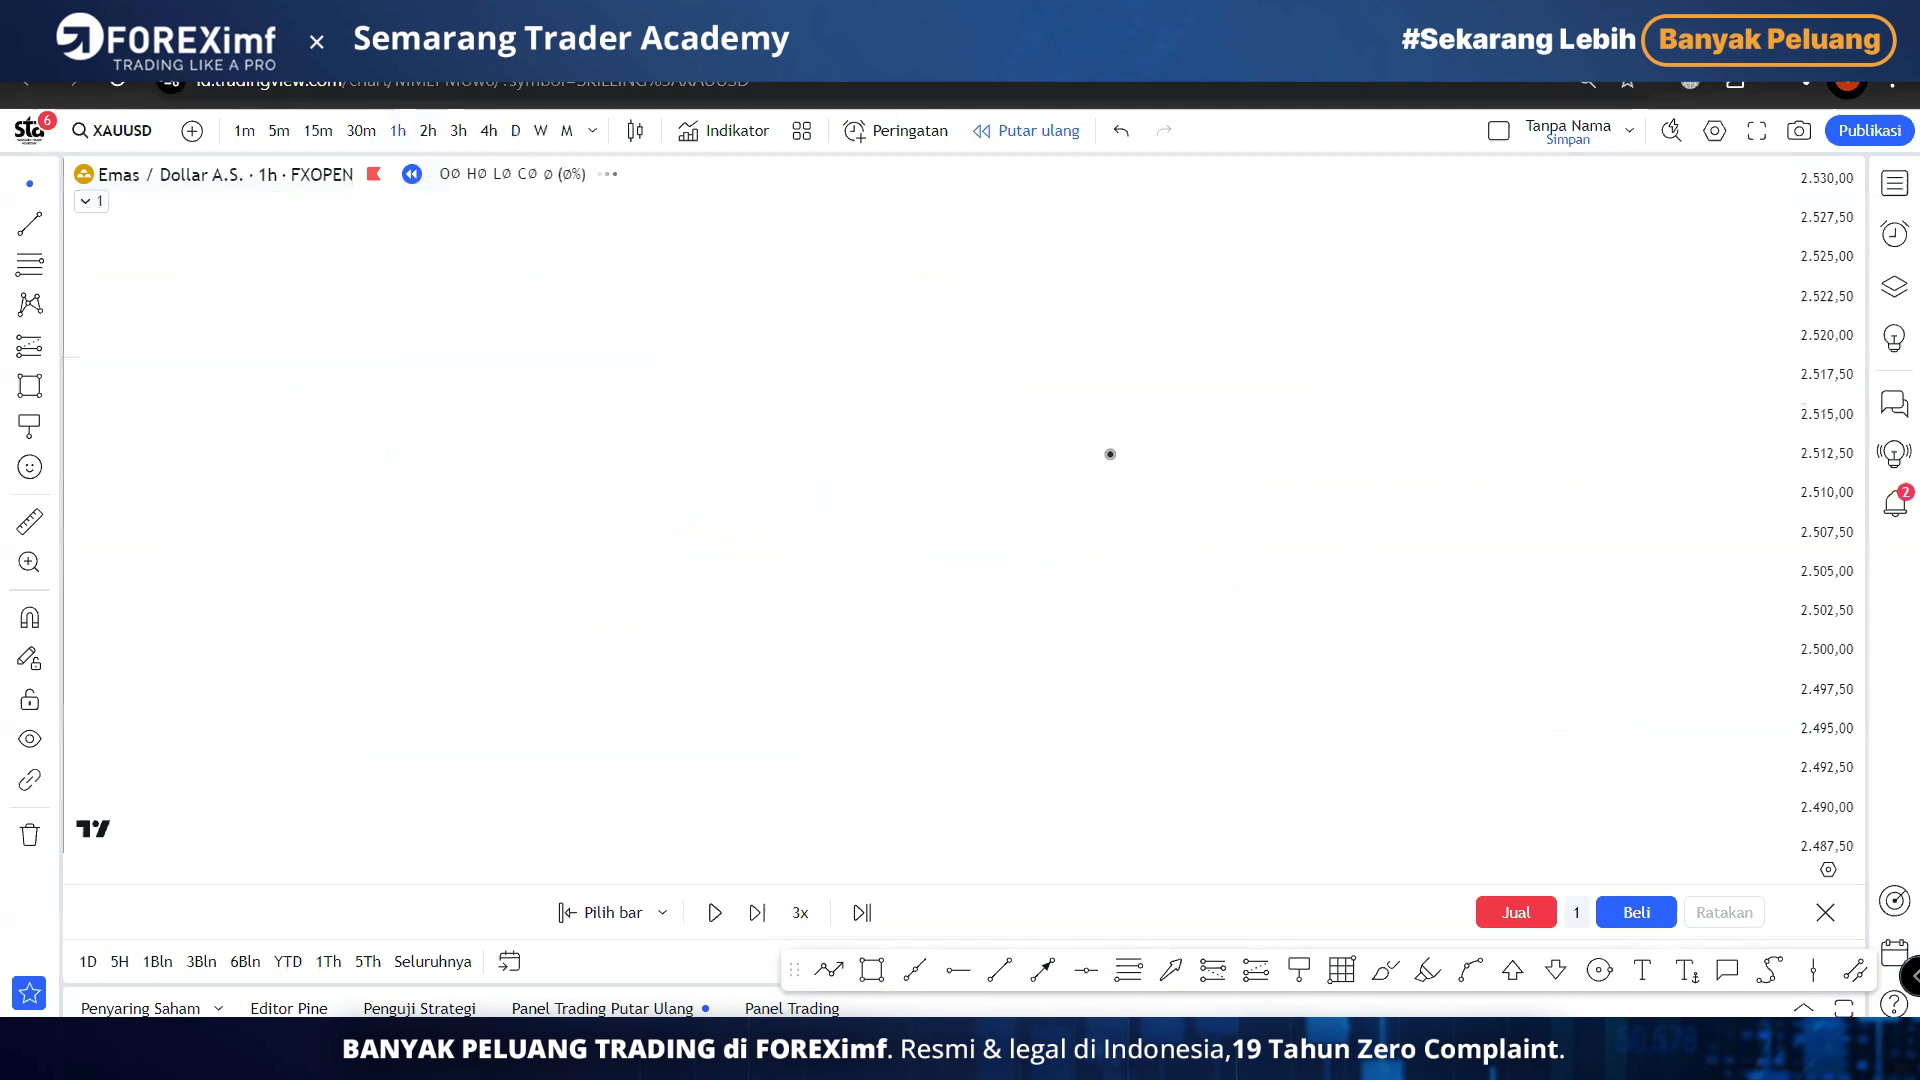 FOREXimf
TRADING LIKE A PRO
×
Semarang Trader Academy
#Sekarang Lebih Banyak Peluang
sta
6
XAUUSD
1m 5m 15m 30m 1h 2h 3h 4h D W M
Indikator
Peringatan
Putar ulang
Tanpa Nama
Simpan
Publikasi
Emas / Dollar A.S. · 1h · FXOPEN
O∅ H∅ L∅ C∅ ∅ (∅%)
1
2.530,00
2.527,50
2.525,00
2.522,50
2.520,00
2.517,50
2.515,00
2.512,50
2.510,00
2.507,50
2.505,00
2.502,50
2.500,00
2.497,50
2.495,00
2.492,50
2.490,00
2.487,50
2
Pilih bar
3x
Jual
1
Beli
Ratakan
1D 5H 1Bln 3Bln 6Bln YTD 1Th 5Th Seluruhnya
Penyaring Saham
Editor Pine
Penguji Strategi
Panel Trading Putar Ulang
Panel Trading
BANYAK PELUANG TRADING di FOREXimf. Resmi & legal di Indonesia,19 Tahun Zero Complaint.